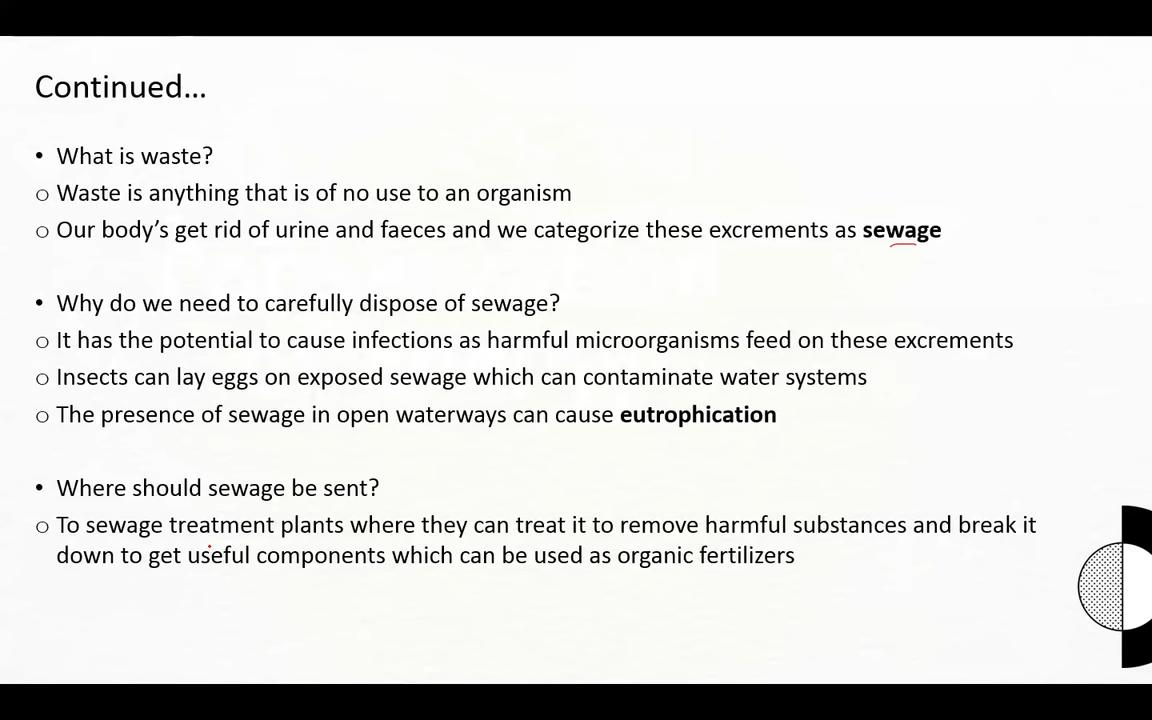 Continued...
• What is waste?
o Waste is anything that is of no use to an organism
o Our body’s get rid of urine and faeces and we categorize these excrements as sewage
• Why do we need to carefully dispose of sewage?
o It has the potential to cause infections as harmful microorganisms feed on these excrements
o Insects can lay eggs on exposed sewage which can contaminate water systems
o The presence of sewage in open waterways can cause eutrophication
• Where should sewage be sent?
o To sewage treatment plants where they can treat it to remove harmful substances and break it
down to get useful components which can be used as organic fertilizers